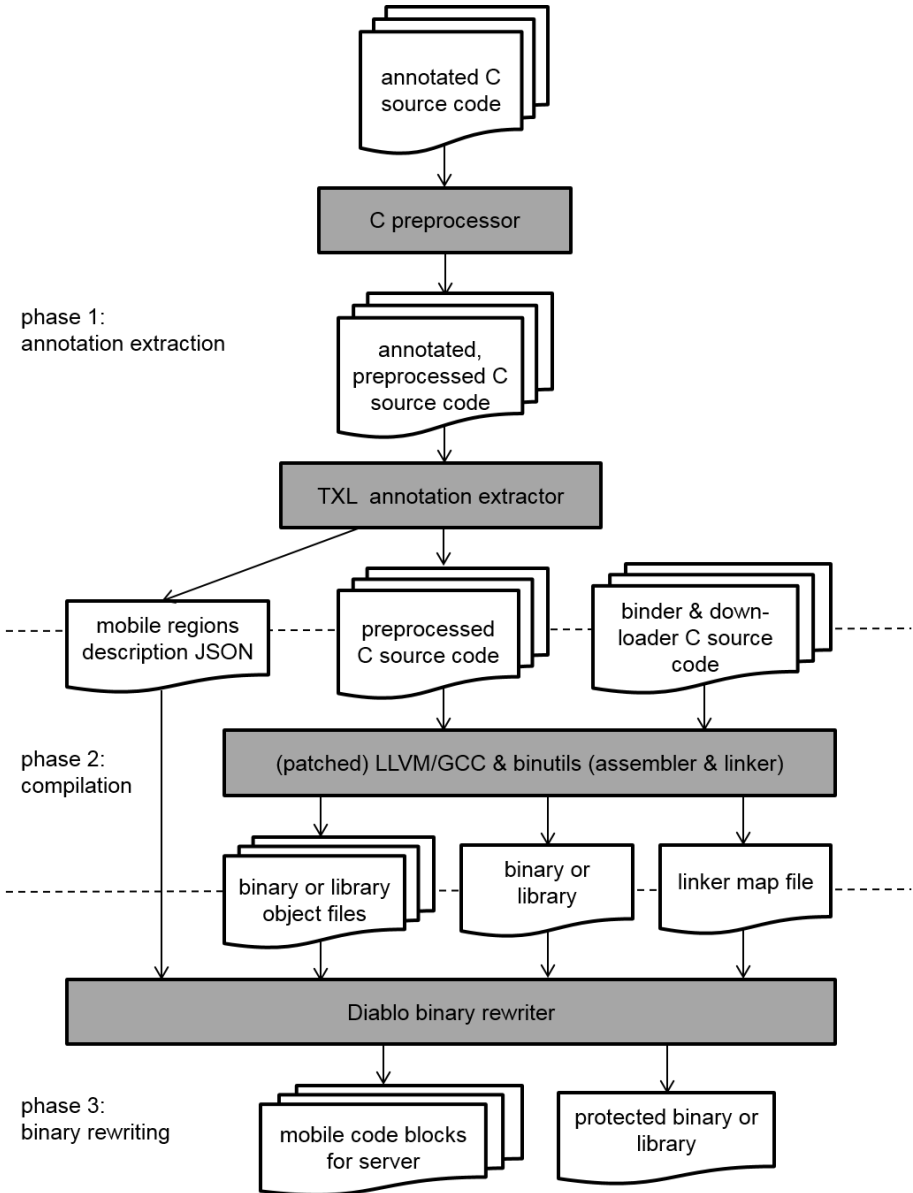 annotated C
source code
C preprocessor
phase 1:
annotation extraction
annotated,
preprocessed C
source code
TXL annotation extractor
mobile regions
description JSON
preprocessed
C source code
binder & down-
loader C source
code
phase 2:
compilation
(patched) LLVM/GCC & binutils (assembler & linker)
binary or library
object files
binary or
library
linker map file
Diablo binary rewriter
phase 3:
binary rewriting
mobile code blocks
for server
protected binary or
library